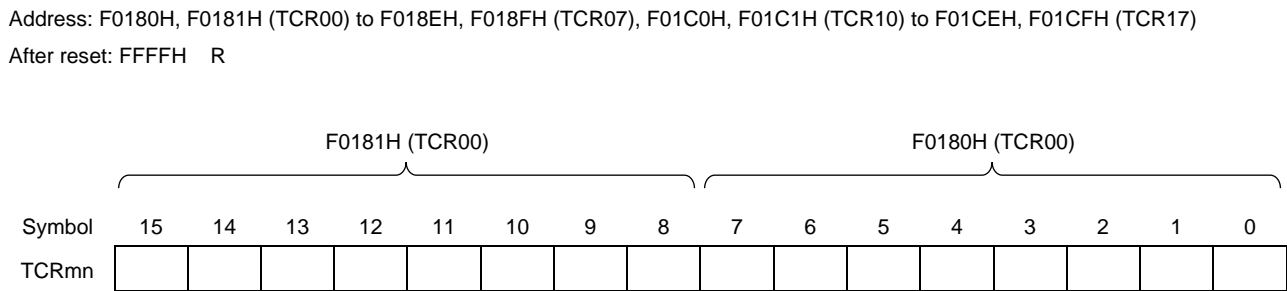 Address: F0180H, F0181H (TCR00) to F018EH, F018FH (TCR07), F01C0H, F01C1H (TCR10) to F01CEH, F01CFH (TCR17)
After reset: FFFFH R
F0181H (TCR00) F0180H (TCR00)
Symbol 15 14 13 12 11 10 9 8 7 6 5 4 3 2 1 0
TCRmn